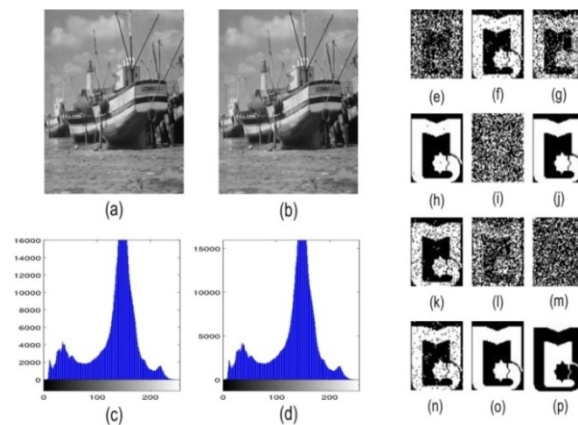 (a) (b)
16000
14000
12000
10000
8000
6000
4000
2000
0
0 100 200
(c)
15000
10000
5000
0
0 100 200
(d)
(e) (f) (g)
(h) (i) (j)
(k) (l) (m)
(n) (o) (p)